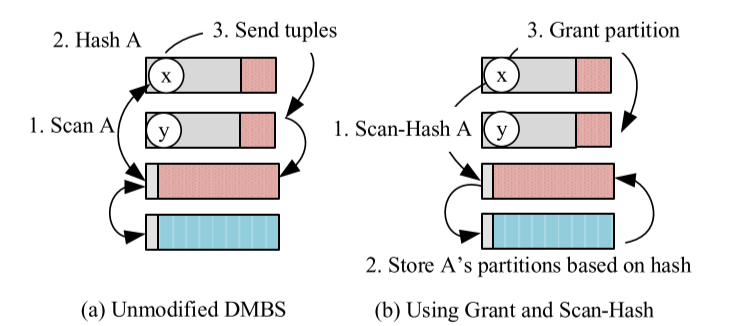 2. Hash A
3. Send tuples
x
1. Scan A
y
(a) Unmodified DMBS
3. Grant partition
x
1. Scan-Hash A
y
2. Store A's partitions based on hash
(b) Using Grant and Scan-Hash